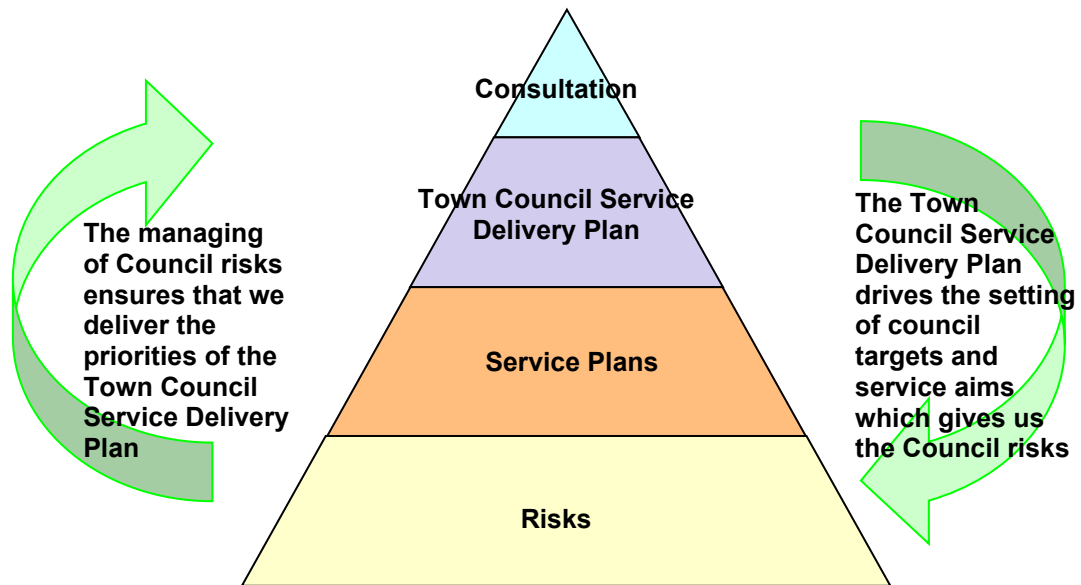 Consultation
Town Council Service
Delivery Plan
Service Plans
Risks
The managing
of Council risks
ensures that we
deliver the
priorities of the
Town Council
Service Delivery
Plan
The Town
Council Service
Delivery Plan
drives the setting
of council
targets and
service aims
which gives us
the Council risks